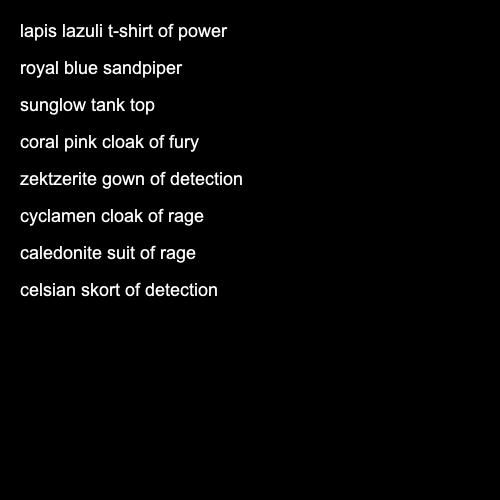 lapis lazuli t-shirt of power
royal blue sandpiper
sunglow tank top
coral pink cloak of fury
zektzerite gown of detection
cyclamen cloak of rage
caledonite suit of rage
celsian skort of detection